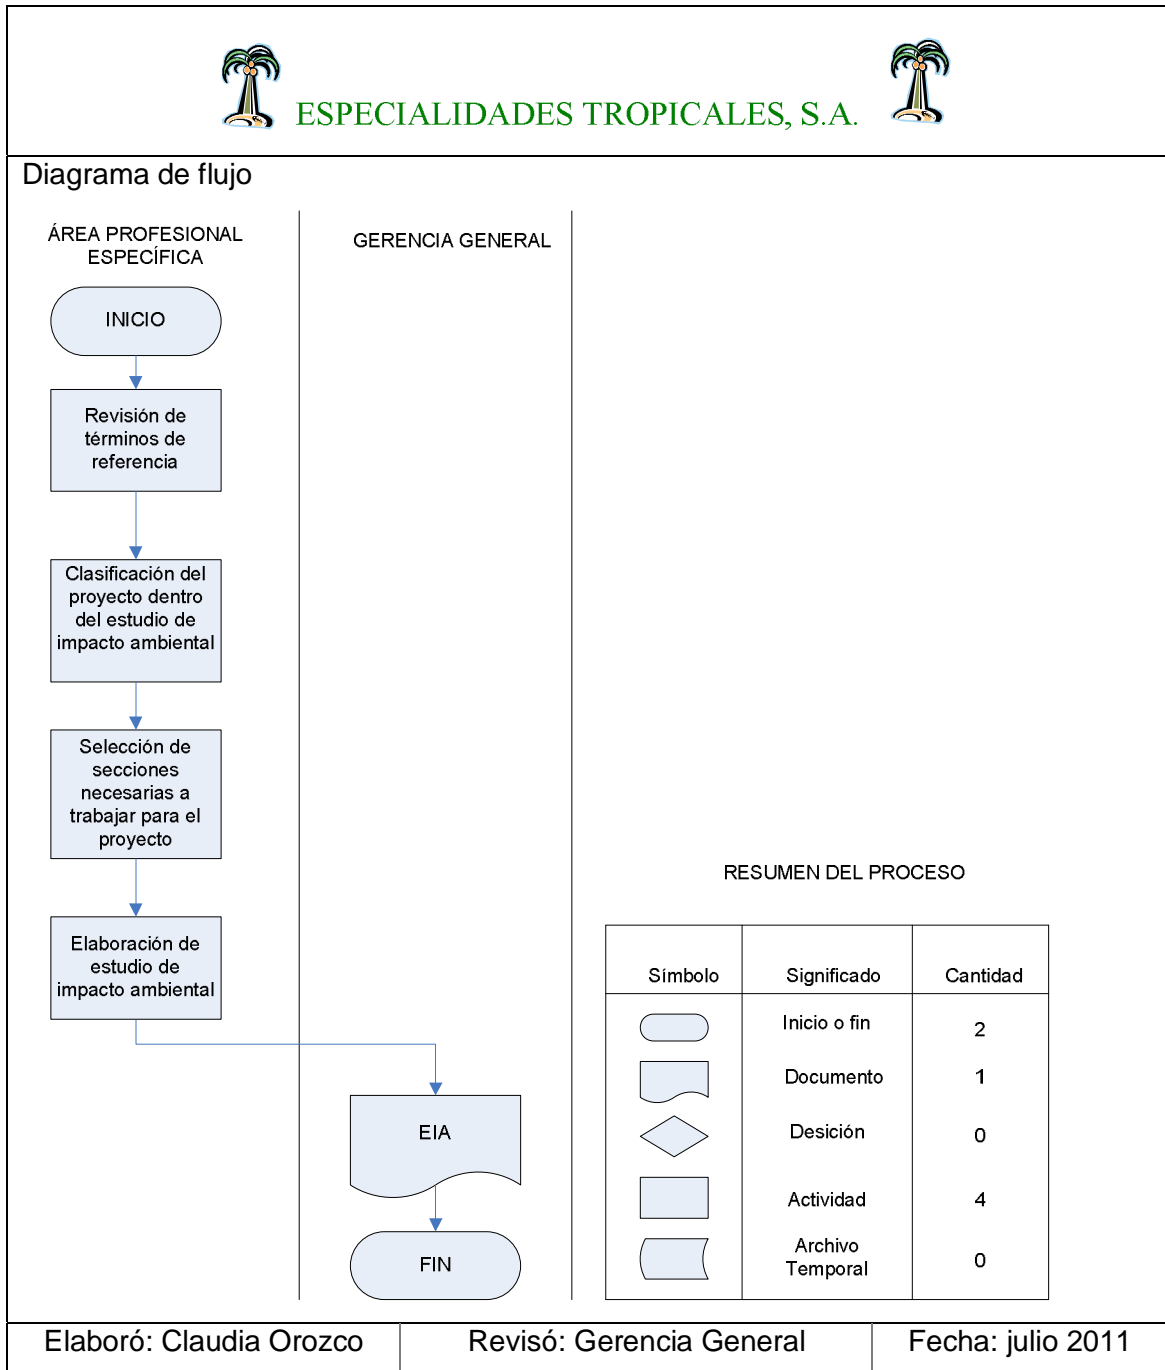 ESPECIALIDADES TROPICALES, S.A.
Diagrama de flujo
ÁREA PROFESIONAL
ESPECÍFICA
GERENCIA GENERAL
INICIO
Revisión de
términos de
referencia
Clasificación del
proyecto dentro
del estudio de
impacto ambiental
Selección de
secciones
necesarias a
trabajar para el
proyecto
Elaboración de
estudio de
impacto ambiental
EIA
FIN
RESUMEN DEL PROCESO
Símbolo Significado Cantidad
Inicio o fin 2
Documento 1
Desición 0
Actividad 4
Archivo
Temporal 0
Elaboró: Claudia Orozco Revisó: Gerencia General Fecha: julio 2011